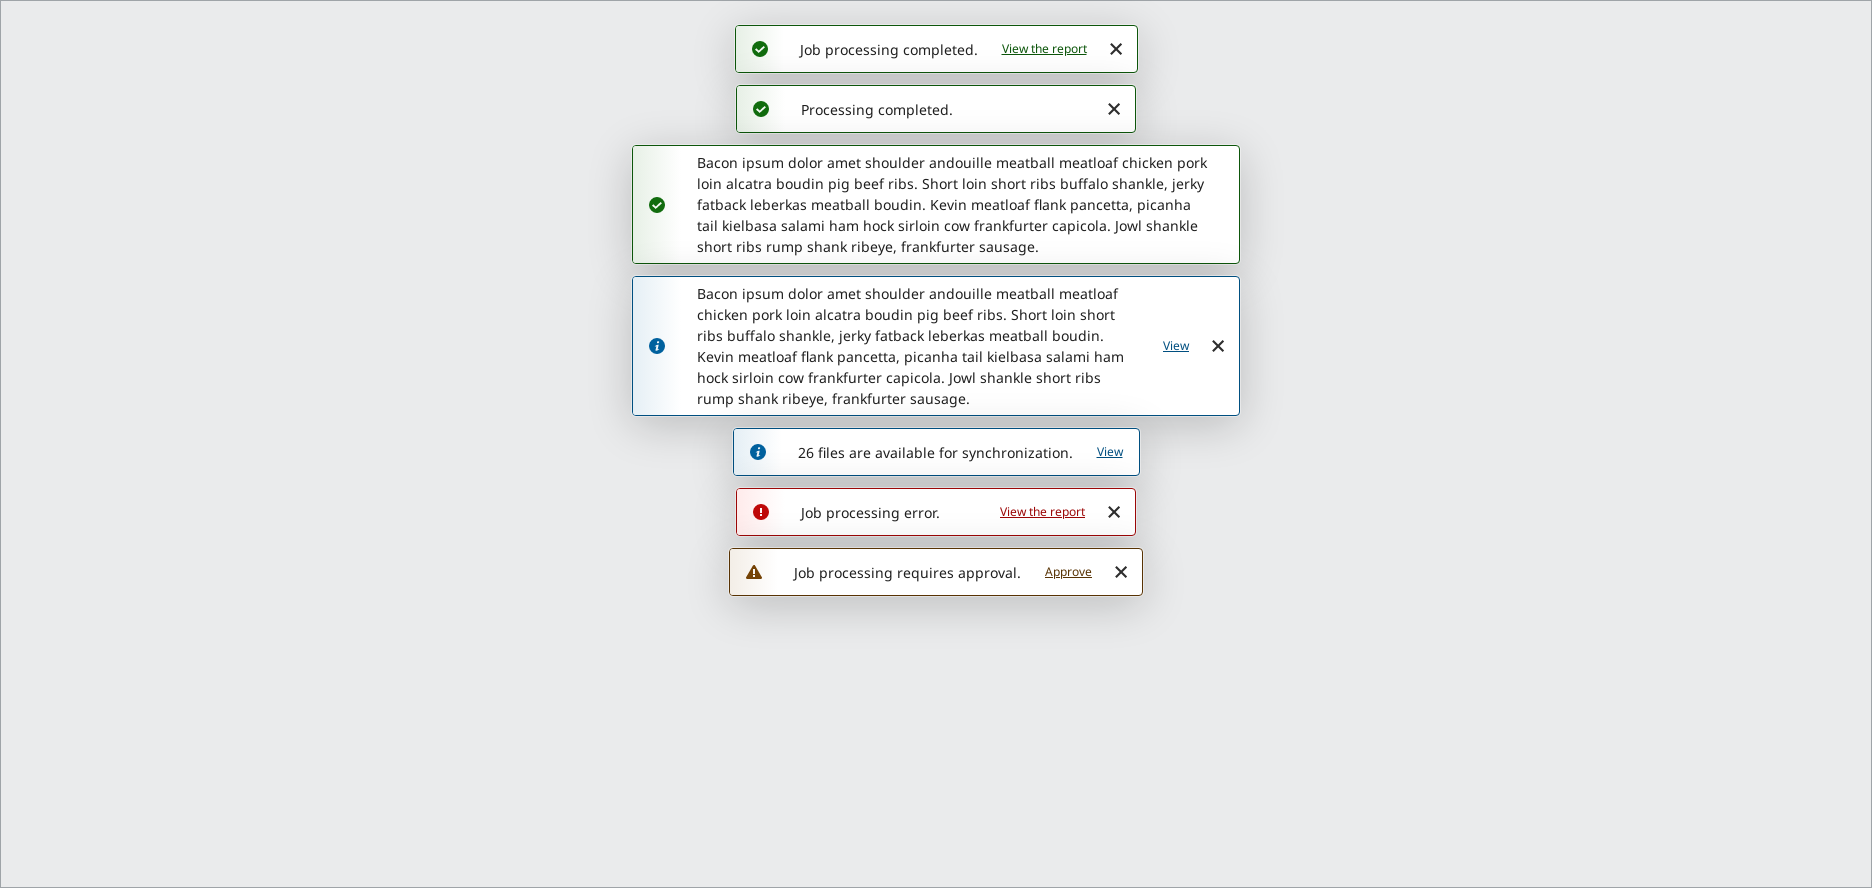 Job processing completed. View the report
Processing completed.
Bacon ipsum dolor amet shoulder andouille meatball meatloaf chicken pork
loin alcatra boudin pig beef ribs. Short loin short ribs buffalo shankle, jerky
fatback leberkas meatball boudin. Kevin meatloaf flank pancetta, picanha
tail kielbasa salami ham hock sirloin cow frankfurter capicola. Jowl shankle
short ribs rump shank ribeye, frankfurter sausage.
Bacon ipsum dolor amet shoulder andouille meatball meatloaf
chicken pork loin alcatra boudin pig beef ribs. Short loin short
ribs buffalo shankle, jerky fatback leberkas meatball boudin.
Kevin meatloaf flank pancetta, picanha tail kielbasa salami ham
hock sirloin cow frankfurter capicola. Jowl shankle short ribs
rump shank ribeye, frankfurter sausage.
View
26 files are available for synchronization. View
Job processing error. View the report
Job processing requires approval. Approve